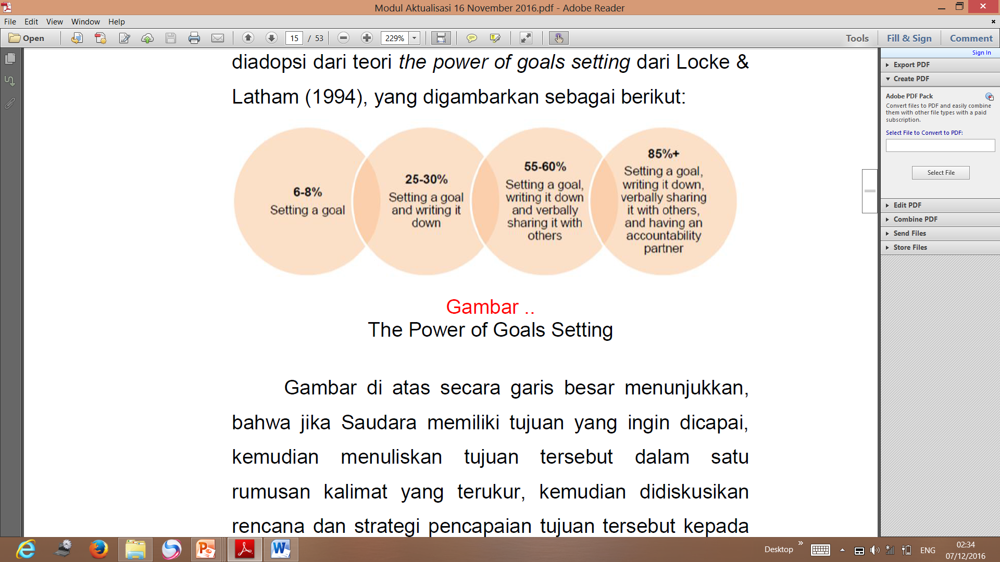 Modul Aktualisasi 16 November 2016.pdf - Adobe Reader
File Edit View Window Help
Open 15 / 53 229% Tools Fill & Sign Comment
Sign In
Export PDF
Create PDF
Adobe PDF Pack
Convert files to PDF and easily combine
them with other file types with a paid
subscription.
Select File to Convert to PDF:
Select File
Edit PDF
Combine PDF
Send Files
Store Files
diadopsi dari teori the power of goals setting dari Locke &
Latham (1994), yang digambarkan sebagai berikut:
6-8%
Setting a goal
25-30%
Setting a goal
and writing it
down
55-60%
Setting a goal,
writing it down
and verbally
sharing it with
others
85%+
Setting a goal,
writing it down,
verbally sharing
it with others,
and having an
accountability
partner
Gambar ..
The Power of Goals Setting
Gambar di atas secara garis besar menunjukkan,
bahwa jika Saudara memiliki tujuan yang ingin dicapai,
kemudian menuliskan tujuan tersebut dalam satu
rumusan kalimat yang terukur, kemudian didiskusikan
rencana dan strategi pencapaian tujuan tersebut kepada
Desktop » ENG 02:34
07/12/2016